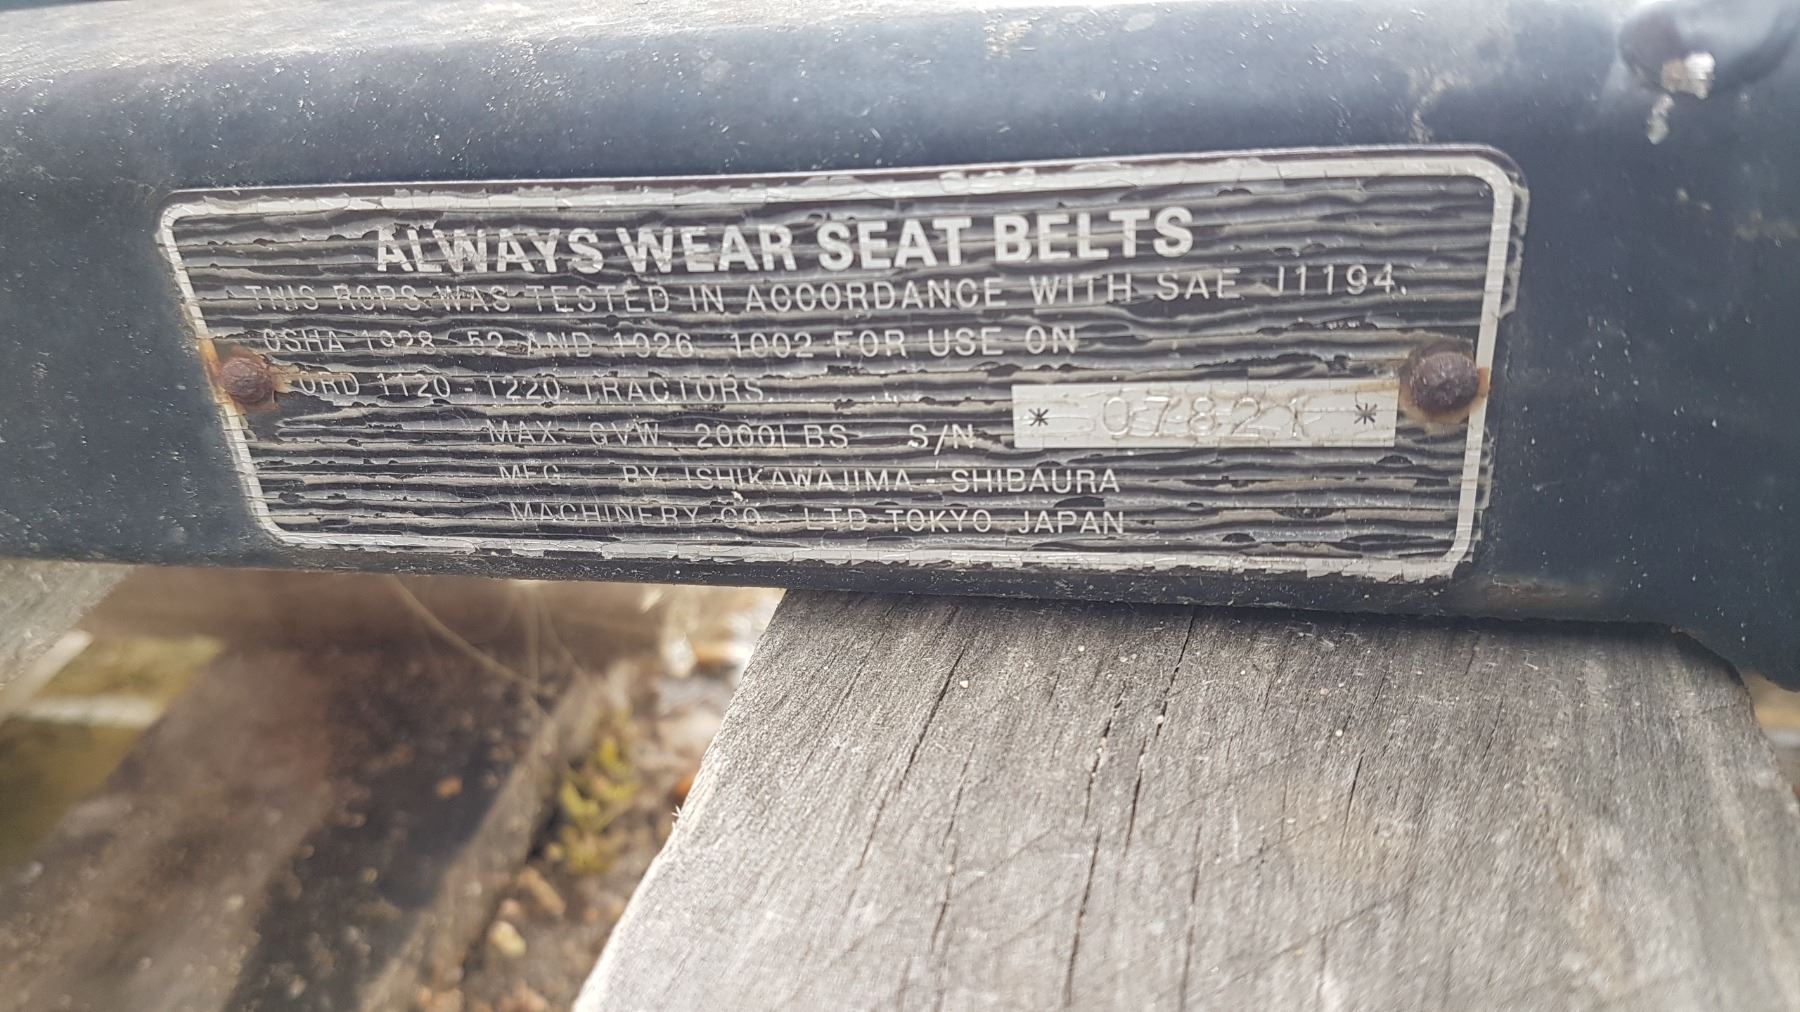 ALWAYS WEAR SEAT BELTS
THIS ROPS WAS TESTED IN ACCORDANCE WITH SAE J1194,
OSHA 1928. 52 AND 1026. 1002 FOR USE ON
FORD 1120-1220 TRACTORS.
MAX. GVW. 2000LBS S/N * 07821 *
MFG. BY ISHIKAWAJIMA-SHIBAURA
MACHINERY CO. LTD TOKYO JAPAN